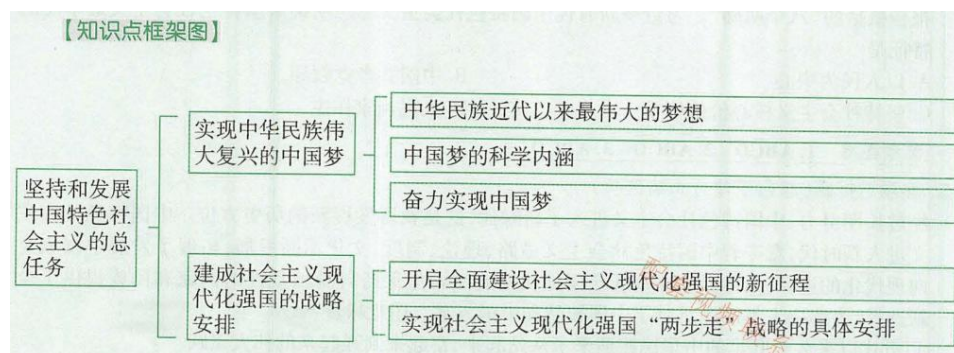 【知识点框架图】
坚持和发展
中国特色社
会主义的总
任务
实现中华民族伟
大复兴的中国梦
中华民族近代以来最伟大的梦想
中国梦的科学内涵
奋力实现中国梦
建成社会主义现
代化强国的战略
安排
开启全面建设社会主义现代化强国的新征程
实现社会主义现代化强国“两步走”战略的具体安排